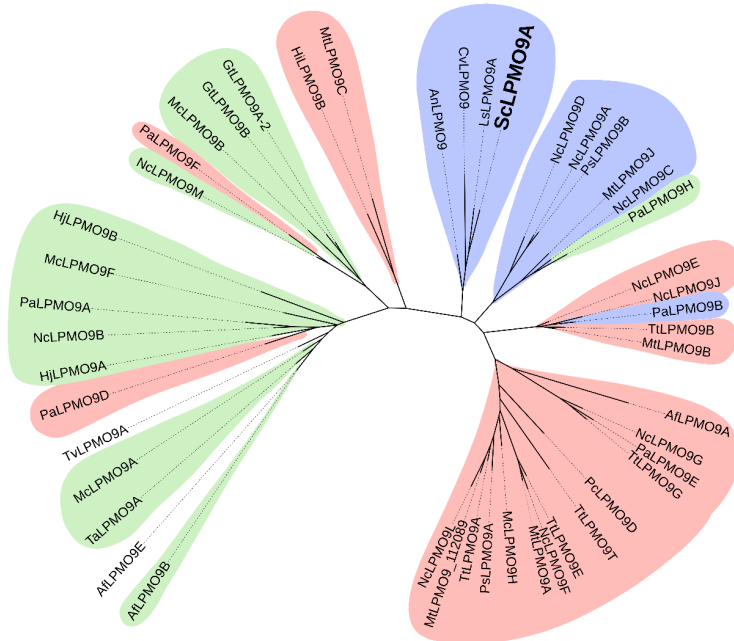 MtLPMO9C
HiLPMO9B
GtLPMO9A-2
GtLPMO9B
McLPMO9B
PaLPMO9F
NcLPMO9M
HjLPMO9B
McLPMO9F
PaLPMO9A
NcLPMO9B
HjLPMO9A
PaLPMO9D
TvLPMO9A
McLPMO9A
TaLPMO9A
AfLPMO9E
AfLPMO9B
AnLPMO9
CvLPMO9
LsLPMO9A
ScLPMO9A
NcLPMO9D
NcLPMO9A
PsLPMO9B
MtLPMO9J
NcLPMO9C
PaLPMO9H
NcLPMO9E
NcLPMO9J
PaLPMO9B
TtLPMO9B
MtLPMO9B
AfLPMO9A
NcLPMO9G
PaLPMO9E
TtLPMO9G
PcLPMO9D
TtLPMO9T
TtLPMO9E
NcLPMO9F
MtLPMO9A
McLPMO9H
PsLPMO9A
TtLPMO9A
MtLPMO9_112089
NcLPMO9L